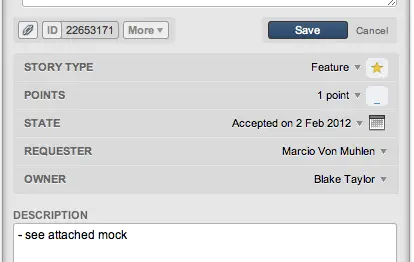 ID 22653171 More Save Cancel
STORY TYPE Feature
POINTS 1 point
STATE Accepted on 2 Feb 2012
REQUESTER Marcio Von Muhlen
OWNER Blake Taylor
DESCRIPTION
- see attached mock